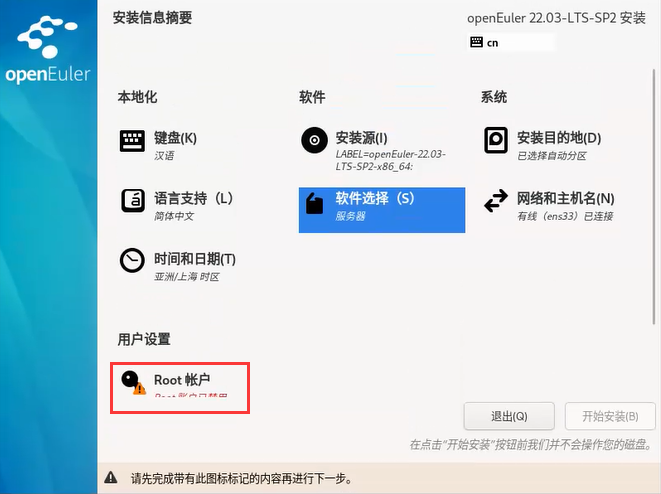 安装信息摘要
openEuler 22.03-LTS-SP2 安装
cn
openEuler
本地化
软件
系统
键盘(K)
汉语
安装源(I)
LABEL=openEuler-22.03-
LTS-SP2-x86_64:
安装目的地(D)
已选择自动分区
语言支持（L）
简体中文
软件选择（S）
服务器
网络和主机名(N)
有线（ens33）已连接
时间和日期(T)
亚洲/上海 时区
用户设置
Root 帐户
Root 账户已禁用
退出(Q)
开始安装(B)
在点击“开始安装”按钮前我们并不会操作您的磁盘。
请先完成带有此图标标记的内容再进行下一步。